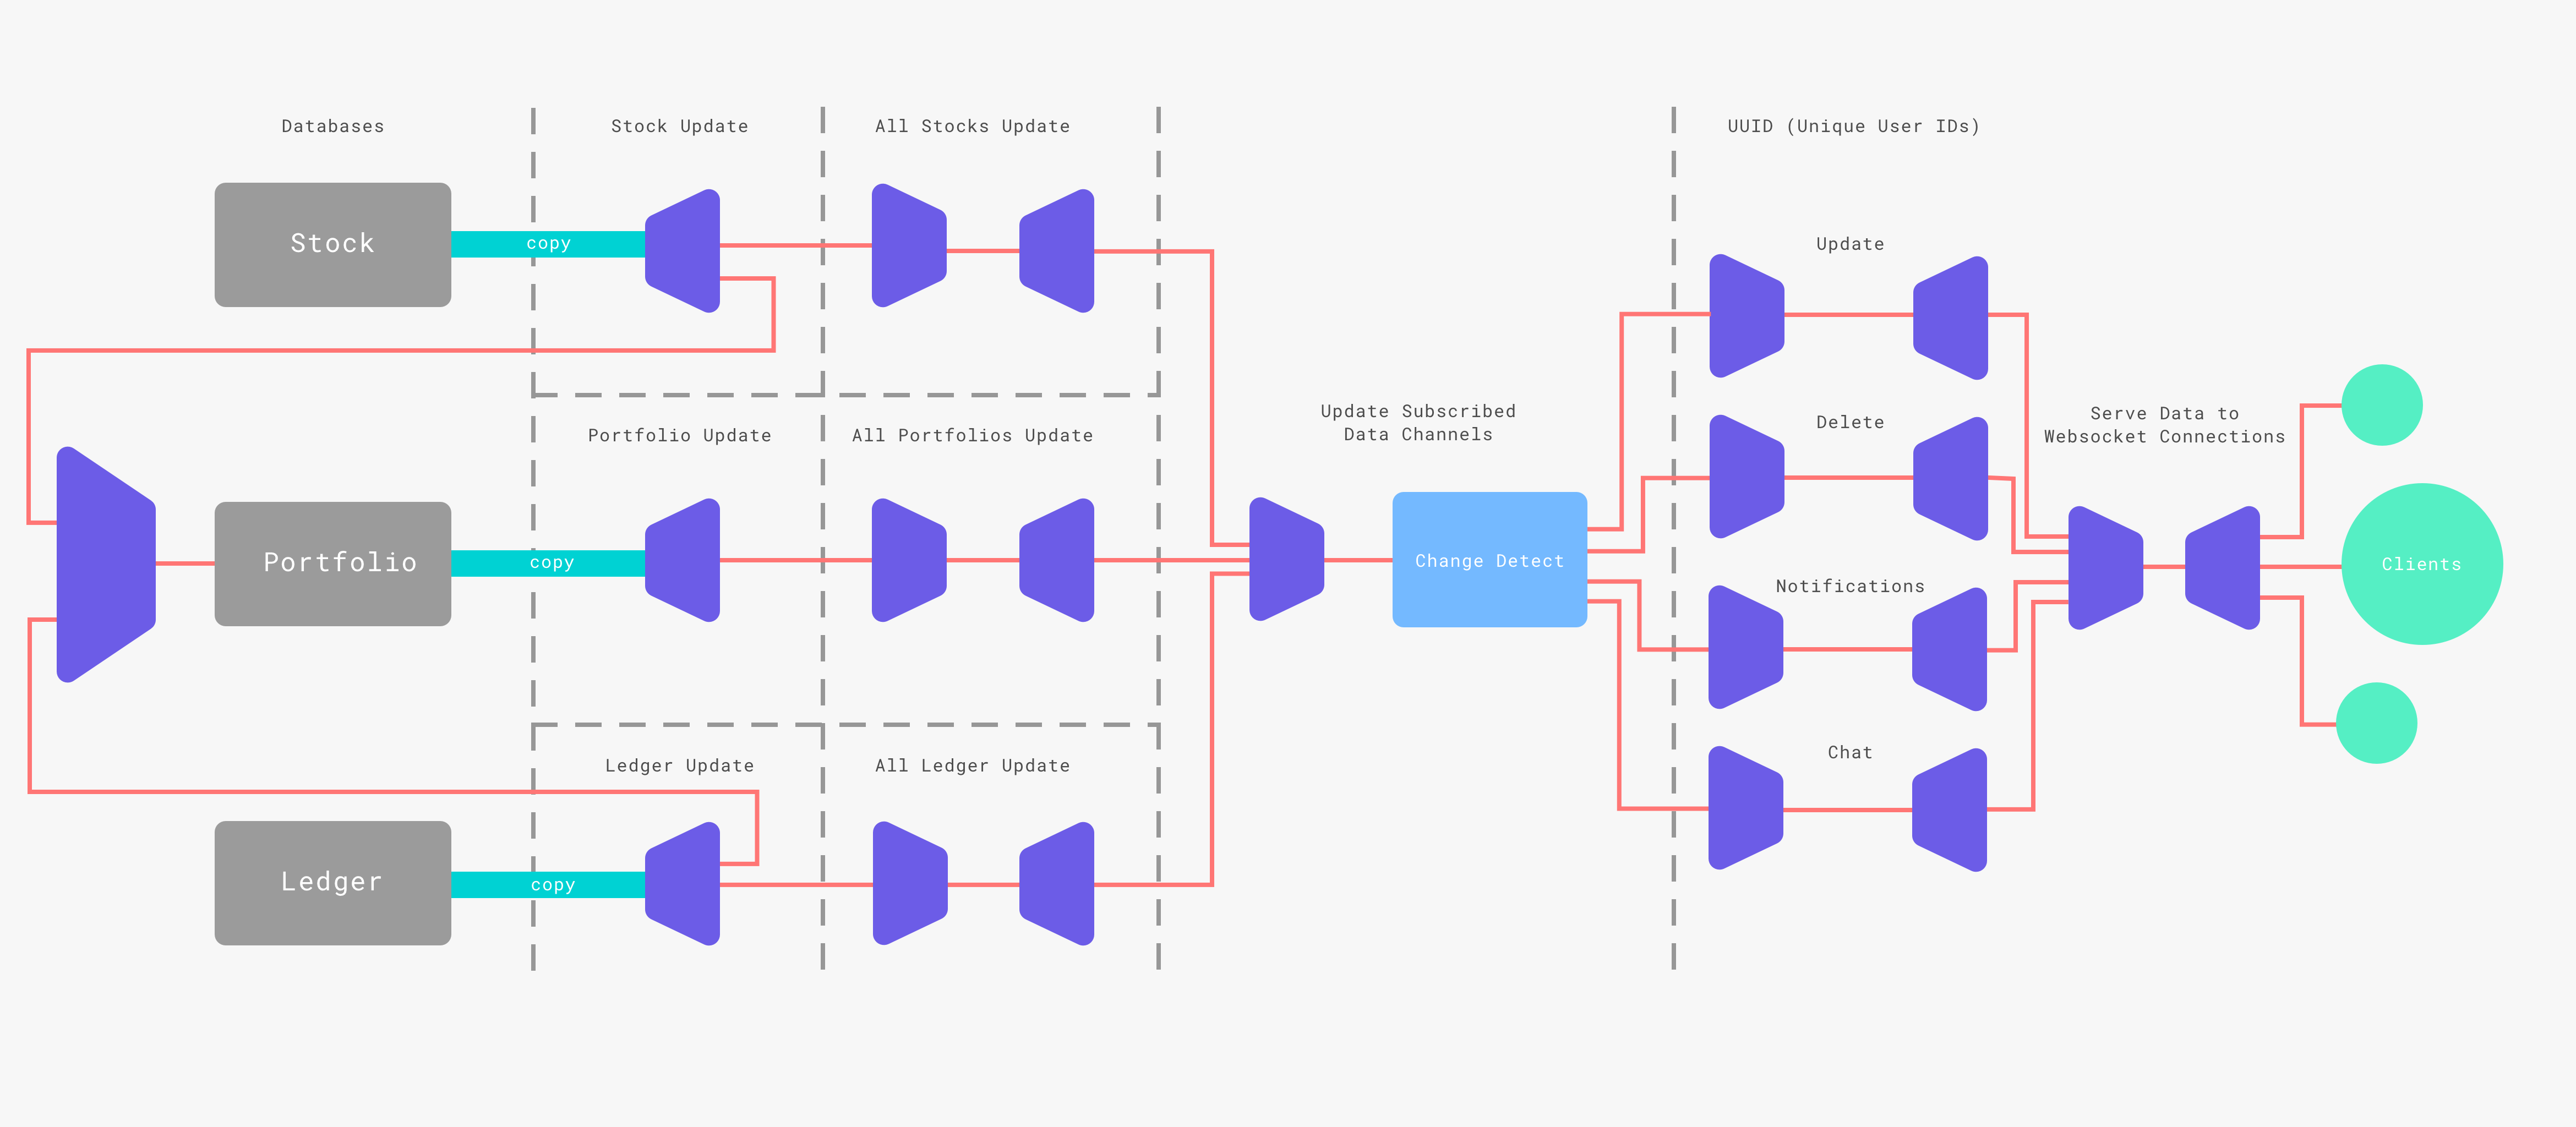 Databases
Stock Update
All Stocks Update
UUID (Unique User IDs)
Stock
copy
Update
Update Subscribed
Data Channels
Delete
Serve Data to
Websocket Connections
Portfolio Update
All Portfolios Update
Portfolio
copy
Change Detect
Clients
Notifications
Chat
Ledger Update
All Ledger Update
Ledger
copy